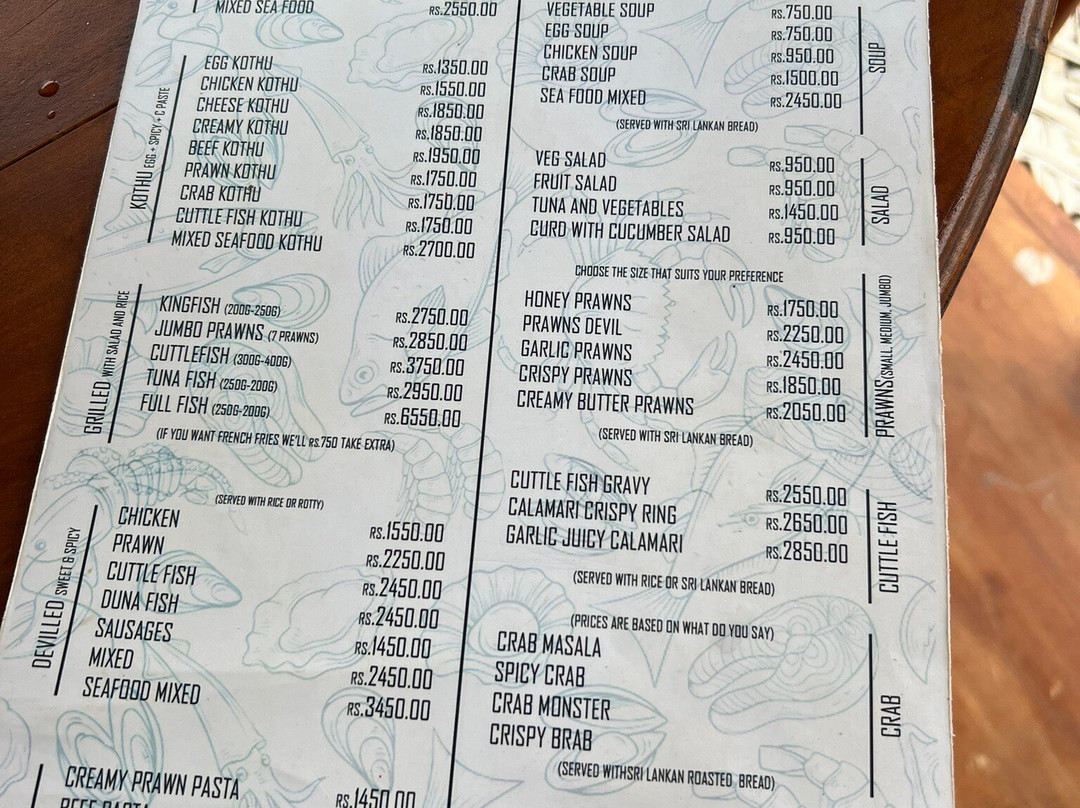 MIXED SEA FOOD RS.2550.00
KOTHU EGG + SPICY + C PASTE
EGG KOTHU RS.1350.00
CHICKEN KOTHU RS.1550.00
CHEESE KOTHU RS.1850.00
CREAMY KOTHU RS.1850.00
BEEF KOTHU RS.1950.00
PRAWN KOTHU RS.1750.00
CRAB KOTHU RS.1750.00
CUTTLE FISH KOTHU RS.1750.00
MIXED SEAFOOD KOTHU RS.2700.00
GRILLED WITH SALAD AND RICE
KINGFISH (200G-250G) RS.2750.00
JUMBO PRAWNS (7 PRAWNS) RS.2850.00
CUTTLEFISH (300G-400G) RS.3750.00
TUNA FISH (250G-200G) RS.2950.00
FULL FISH (250G-200G) RS.6550.00
(IF YOU WANT FRENCH FRIES WE'LL RS.750 TAKE EXTRA)
DEVILLED SWEET & SPICY
(SERVED WITH RICE OR ROTTY)
CHICKEN RS.1550.00
PRAWN RS.2250.00
CUTTLE FISH RS.2450.00
DUNA FISH RS.2450.00
SAUSAGES RS.1450.00
MIXED RS.2450.00
SEAFOOD MIXED RS.3450.00
CREAMY PRAWN PASTA RS.1450.00
BEEF PASTA
SOUP
VEGETABLE SOUP RS.750.00
EGG SOUP RS.750.00
CHICKEN SOUP RS.950.00
CRAB SOUP RS.1500.00
SEA FOOD MIXED RS.2450.00
(SERVED WITH SRI LANKAN BREAD)
SALAD
VEG SALAD RS.950.00
FRUIT SALAD RS.950.00
TUNA AND VEGETABLES RS.1450.00
CURD WITH CUCUMBER SALAD RS.950.00
PRAWNS (SMALL, MEDIUM, JUMBO)
CHOOSE THE SIZE THAT SUITS YOUR PREFERENCE
HONEY PRAWNS RS.1750.00
PRAWNS DEVIL RS.2250.00
GARLIC PRAWNS RS.2450.00
CRISPY PRAWNS RS.1850.00
CREAMY BUTTER PRAWNS RS.2050.00
(SERVED WITH SRI LANKAN BREAD)
CUTTLE FISH
CUTTLE FISH GRAVY RS.2550.00
CALAMARI CRISPY RING RS.2650.00
GARLIC JUICY CALAMARI RS.2850.00
(SERVED WITH RICE OR SRI LANKAN BREAD)
CRAB
(PRICES ARE BASED ON WHAT DO YOU SAY)
CRAB MASALA
SPICY CRAB
CRAB MONSTER
CRISPY BRAB
(SERVED WITHSRI LANKAN ROASTED BREAD)